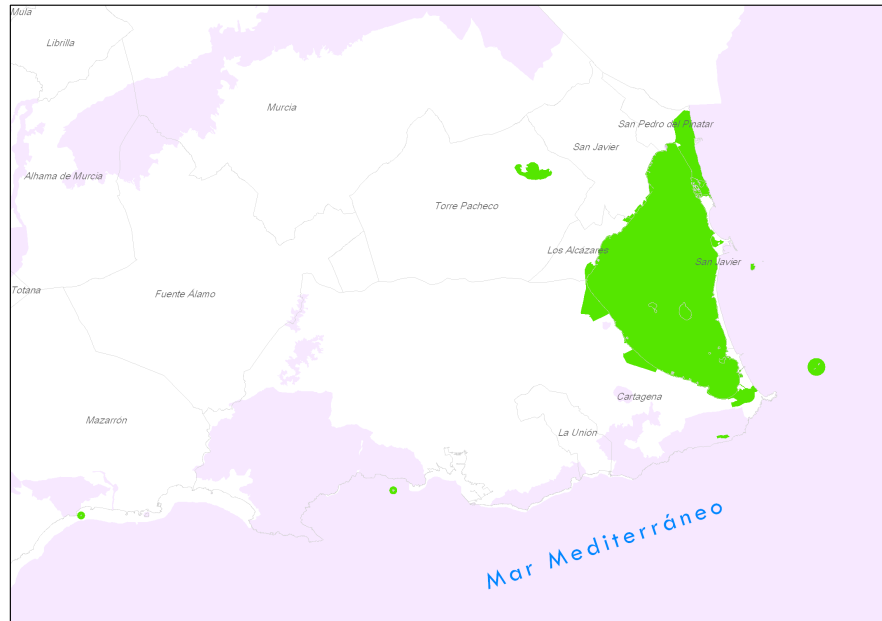 Mula
Librilla
Murcia
San Pedro del Pinatar
San Javier
Alhama de Murcia
Torre Pacheco
Los Alcázares
San Javier
Totana
Fuente Álamo
Cartagena
Mazarrón
La Unión
Mar Mediterráneo